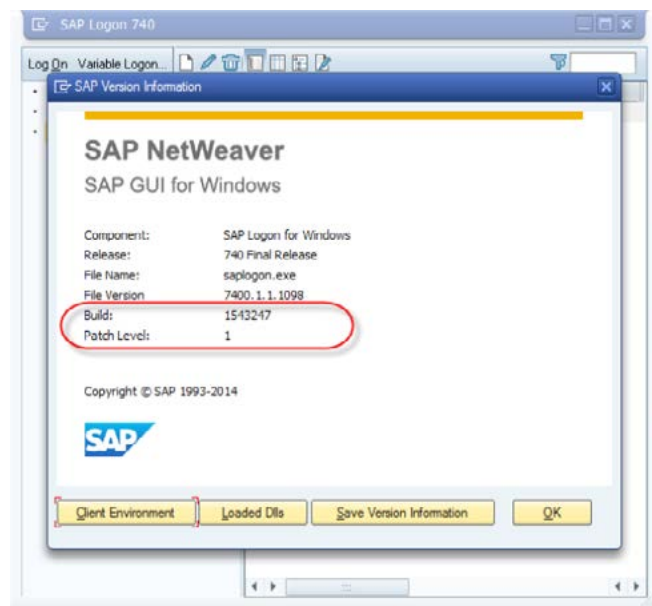 SAP Logon 740
Log On Variable Logon...
SAP Version Information
SAP NetWeaver
SAP GUI for Windows
Component: SAP Logon for Windows
Release: 740 Final Release
File Name: saplogon.exe
File Version 7400.1.1.1098
Build: 1543247
Patch Level: 1
Copyright © SAP 1993-2014
SAP
Client Environment Loaded Dlls Save Version Information OK